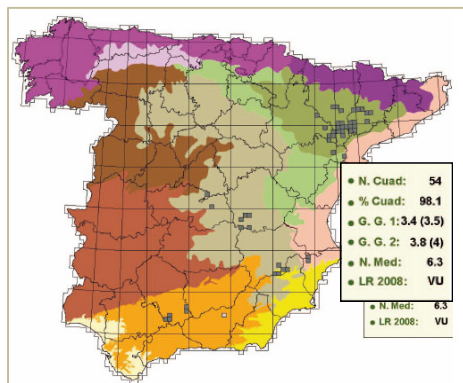 • N. Cuad: 54
• % Cuad: 98.1
• G. G. 1: 3.4 (3.5)
• G. G. 2: 3.8 (4)
• N. Med: 6.3
• LR 2008: VU
• N. Med: 6.3
• LR 2008: VU